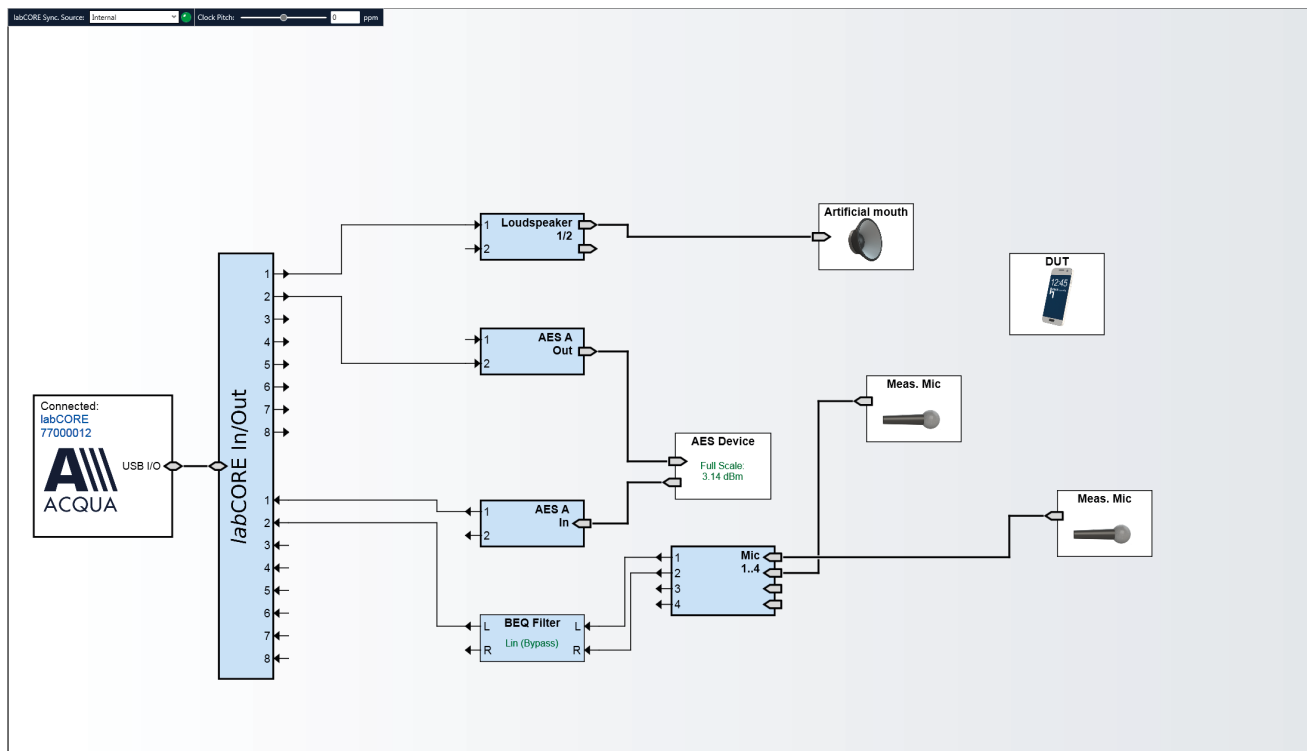 labCORE Sync. Source: Internal Clock Pitch: 0 ppm
Loudspeaker
1/2
1
2
Artificial mouth
DUT
12:45
labCORE In/Out
1
2
3
4
5
6
7
8
1
2
3
4
5
6
7
8
AES A
Out
1
2
Meas. Mic
Connected:
labCORE
77000012
USB I/O
ACQUA
AES Device
Full Scale:
3.14 dBm
AES A
In
1
2
Meas. Mic
Mic
1..4
1
2
3
4
BEQ Filter
L L
Lin (Bypass)
R R